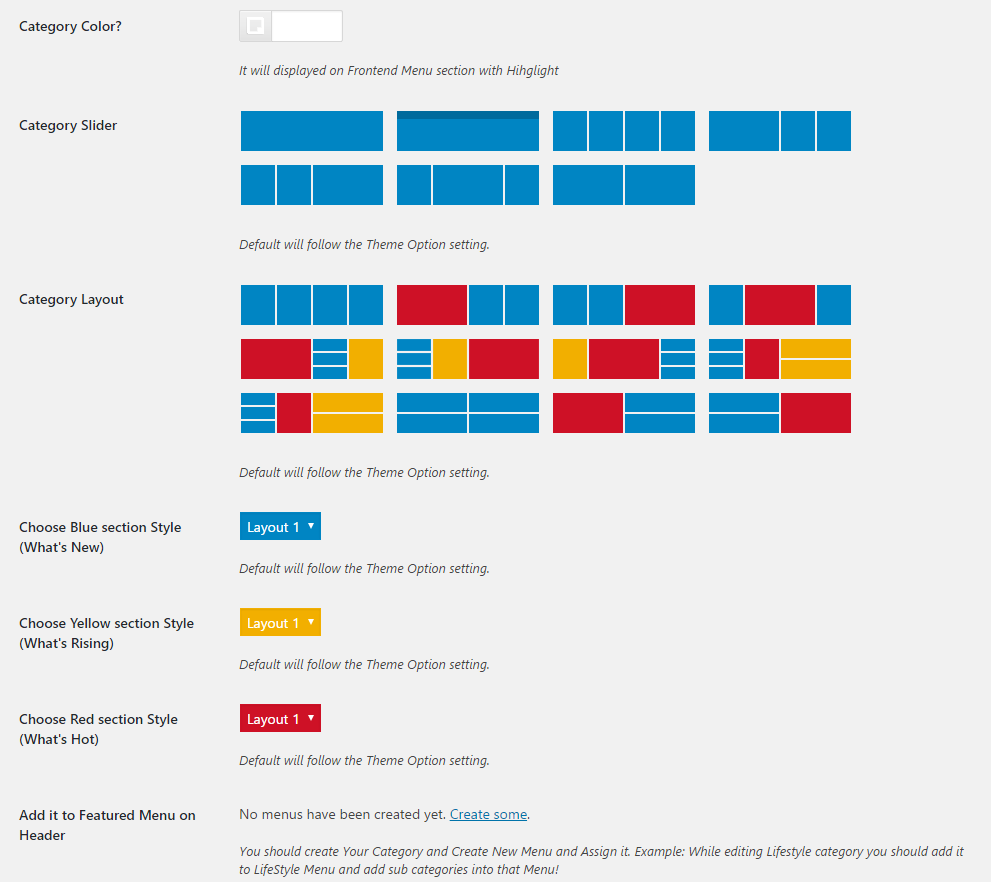 Category Color?
It will displayed on Frontend Menu section with Hihglight
Category Slider
Default will follow the Theme Option setting.
Category Layout
Default will follow the Theme Option setting.
Choose Blue section Style
(What's New)
Layout 1
Default will follow the Theme Option setting.
Choose Yellow section Style
(What's Rising)
Layout 1
Default will follow the Theme Option setting.
Choose Red section Style
(What's Hot)
Layout 1
Default will follow the Theme Option setting.
Add it to Featured Menu on
Header
No menus have been created yet. Create some.
You should create Your Category and Create New Menu and Assign it. Example: While editing Lifestyle category you should add it
to LifeStyle Menu and add sub categories into that Menu!